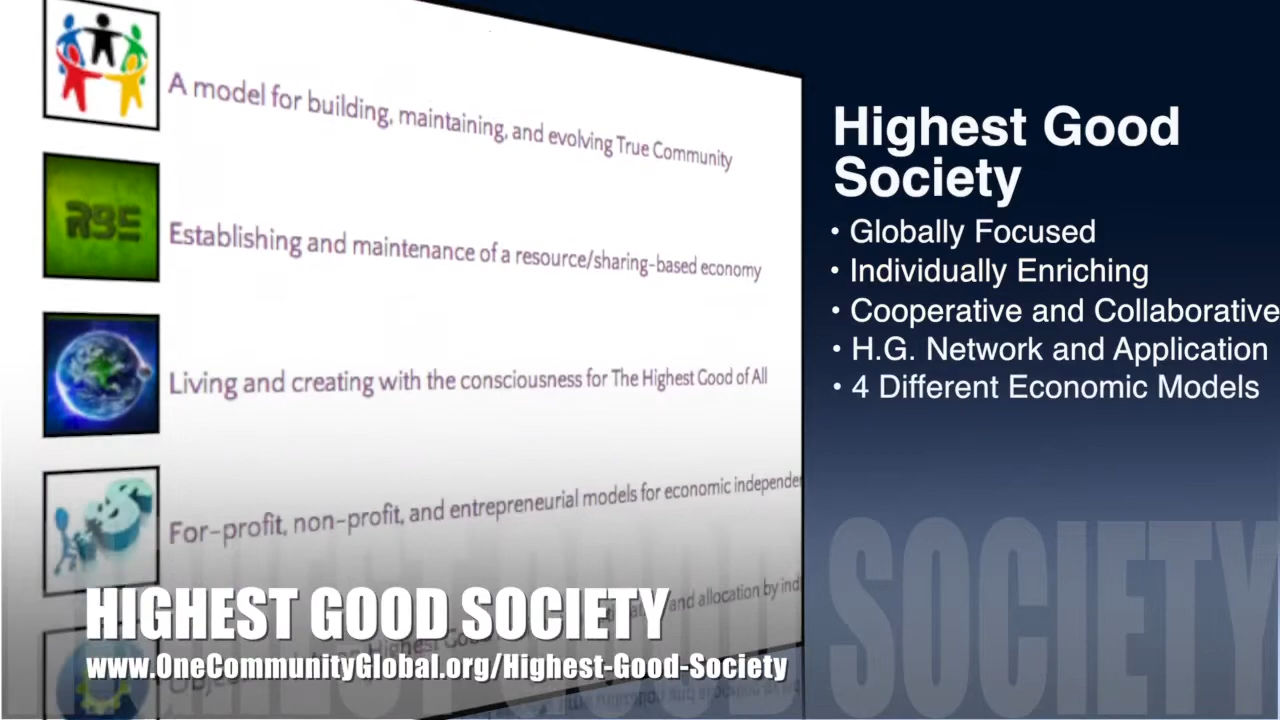 A model for building, maintaining, and evolving True Community
RBE
Establishing and maintenance of a resource/sharing-based economy
Living and creating with the consciousness for The Highest Good of All
For-profit, non-profit, and entrepreneurial models for economic
and allocation by
HIGHEST GOOD SOCIETY
www.OneCommunityGlobal.org/Highest-Good-Society
Highest Good
Society
• Globally Focused
• Individually Enriching
• Cooperative and Collaborative
• H.G. Network and Application
• 4 Different Economic Models
SOCIETY